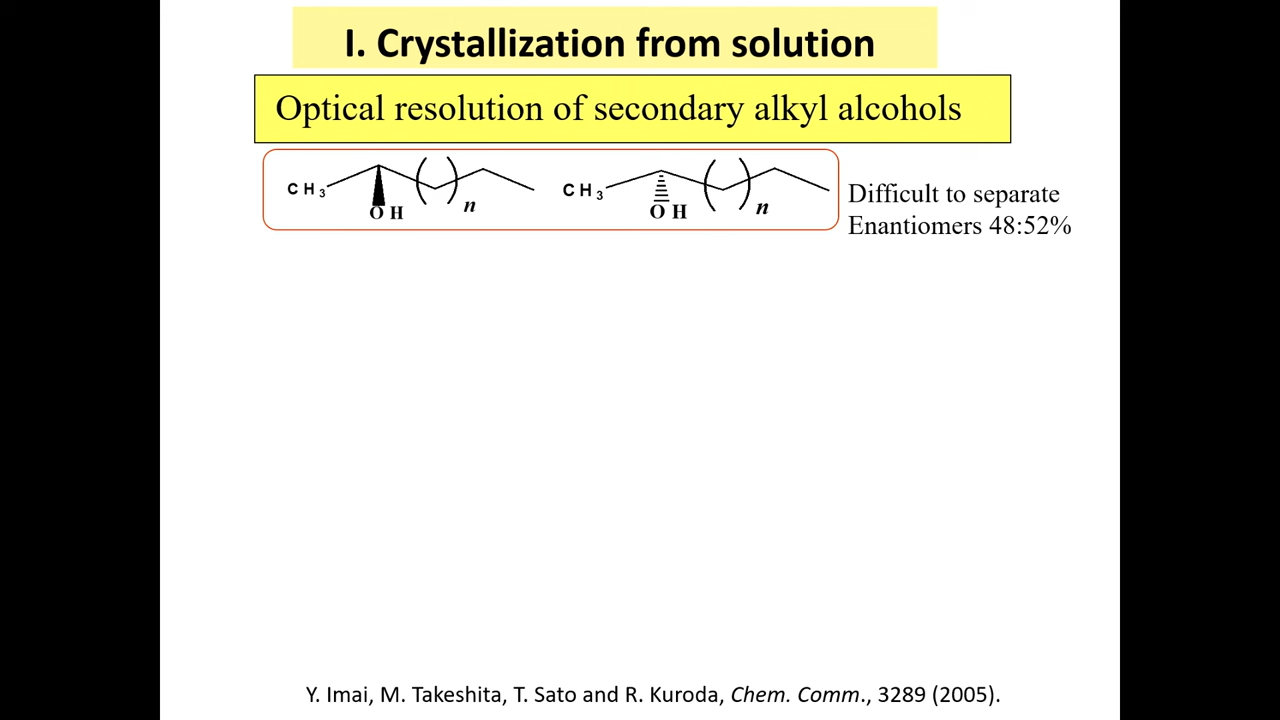 I. Crystallization from solution
Optical resolution of secondary alkyl alcohols
CH3 OH n CH3 OH n
Difficult to separate
Enantiomers 48:52%
Y. Imai, M. Takeshita, T. Sato and R. Kuroda, Chem. Comm., 3289 (2005).